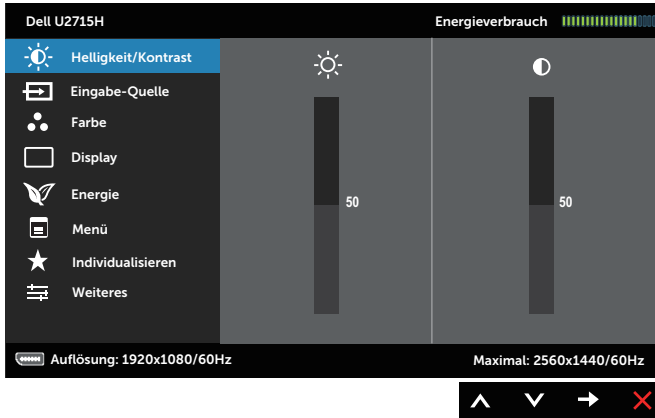 Dell U2715H
Energieverbrauch
Helligkeit/Kontrast
Eingabe-Quelle
Farbe
Display
Energie
Menü
Individualisieren
Weiteres
50
50
Auflösung: 1920x1080/60Hz
Maximal: 2560x1440/60Hz